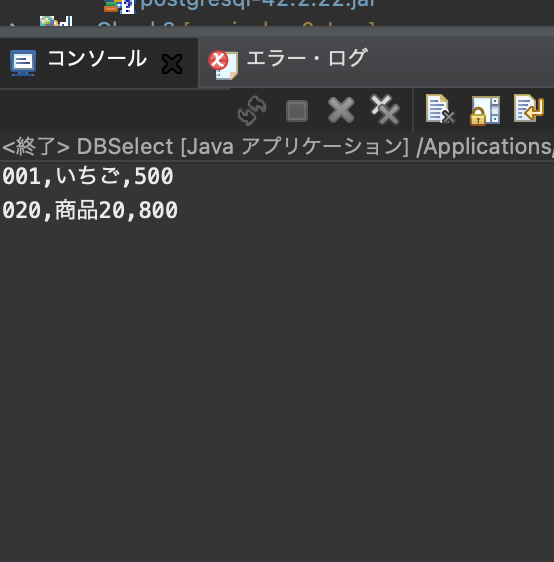 postgresql-42.2.22.jar
コンソール
エラー・ログ
<終了> DBSelect [Java アプリケーション] /Applications/
001,いちご,500
020,商品20,800